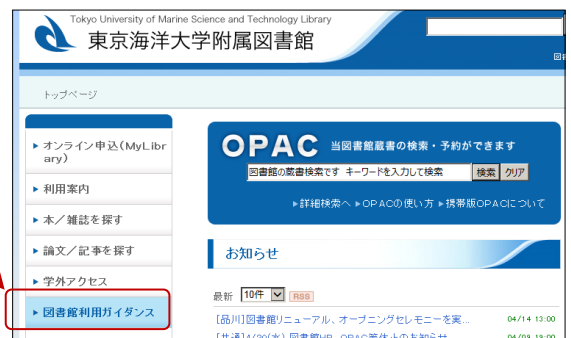 Tokyo University of Marine Science and Technology Library
東京海洋大学附属図書館
トップページ
オンライン申込(MyLibr
ary)
利用案内
本/雑誌を探す
論文/記事を探す
学外アクセス
図書館利用ガイダンス
OPAC 当図書館蔵書の検索・予約ができます
図書館の蔵書検索です キーワードを入力して検索 検索 クリア
詳細検索へ OPACの使い方 携帯版OPACについて
お知らせ
最新 10件 RSS
[品川]図書館リニューアル、オープニングセレモニーを実... 04/14 13:00